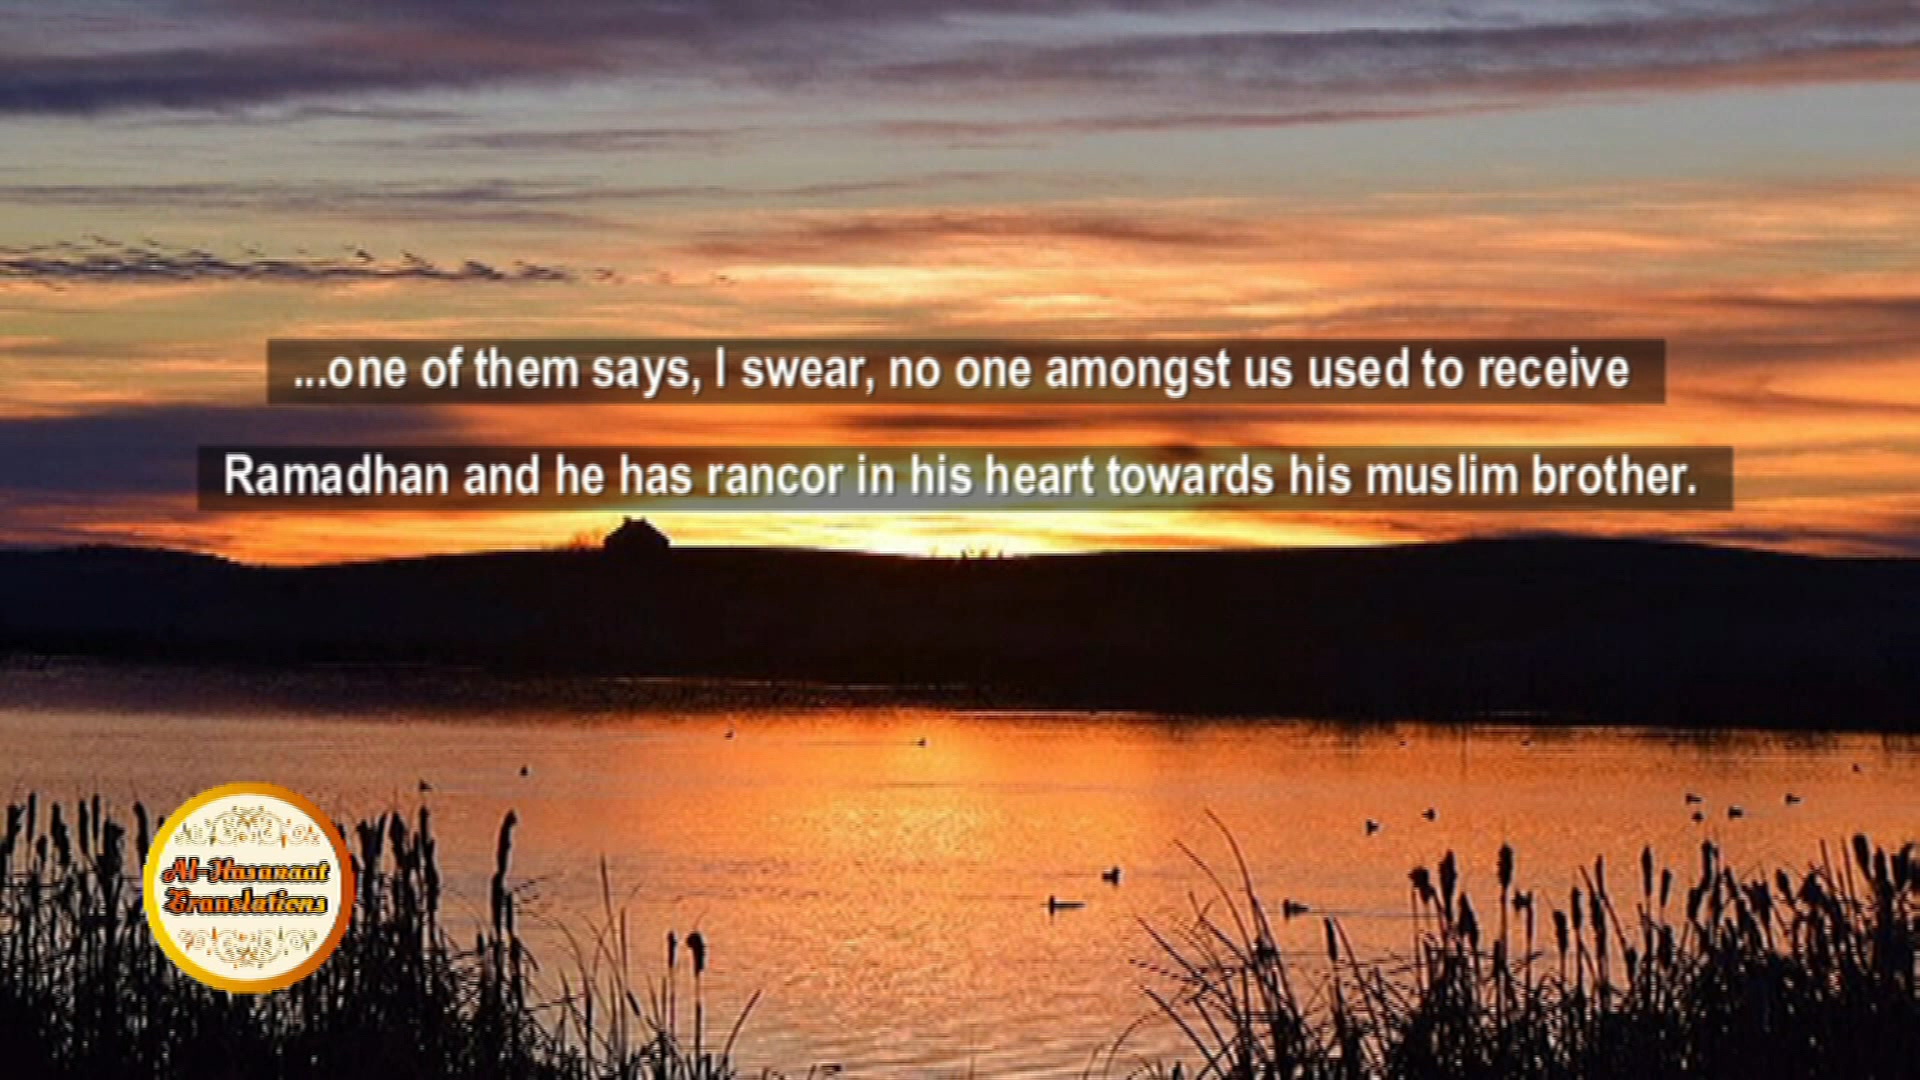 ...one of them says, I swear, no one amongst us used to receive
Ramadhan and he has rancor in his heart towards his muslim brother.
Al-Hasanaat
Translations